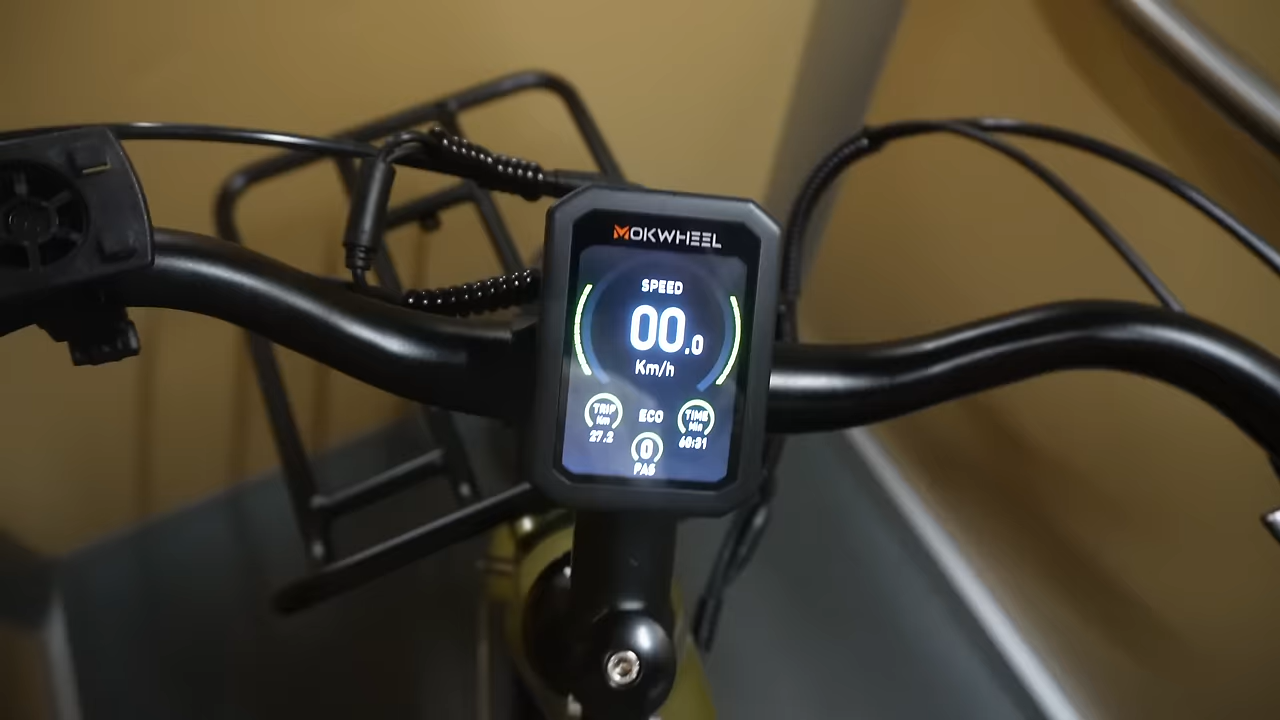 MOKWHEEL
SPEED
00.0
Km/h
TRIP
Km
27.2
ECO
TIME
Min
60:31
0
PAS